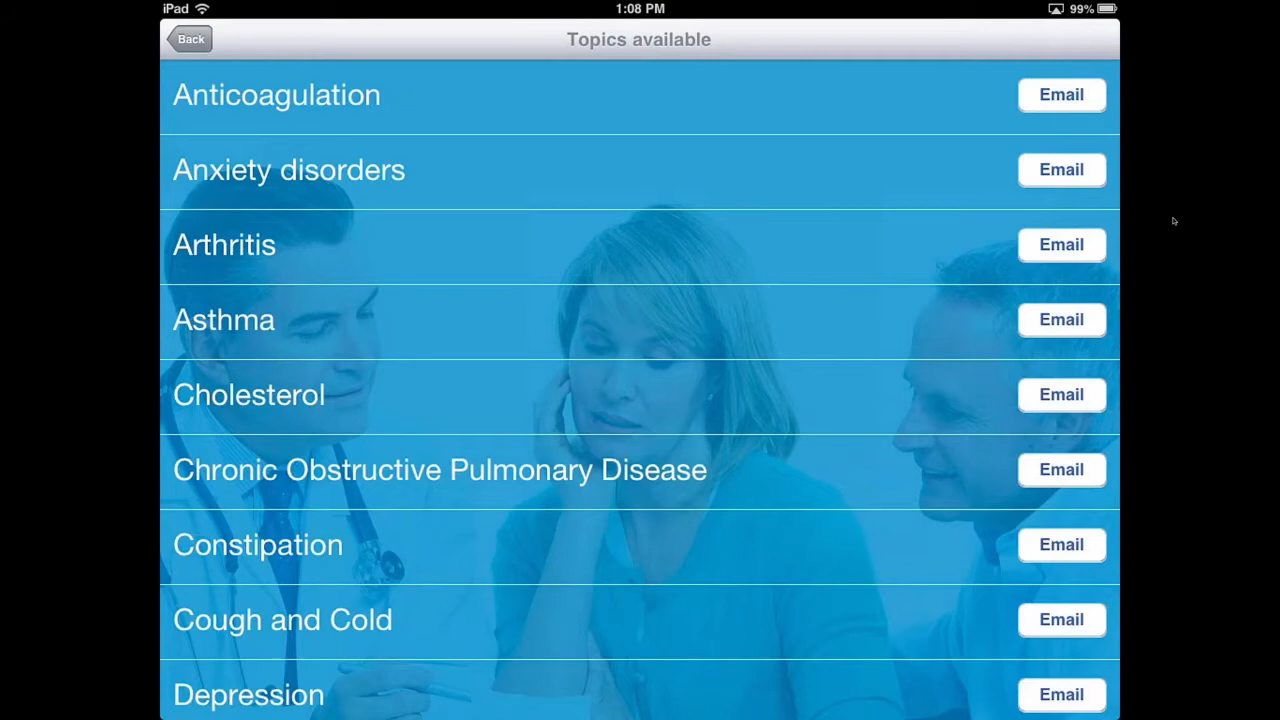 iPad 1:08 PM 99%
Back Topics available
Anticoagulation Email
Anxiety disorders Email
Arthritis Email
Asthma Email
Cholesterol Email
Chronic Obstructive Pulmonary Disease Email
Constipation Email
Cough and Cold Email
Depression Email